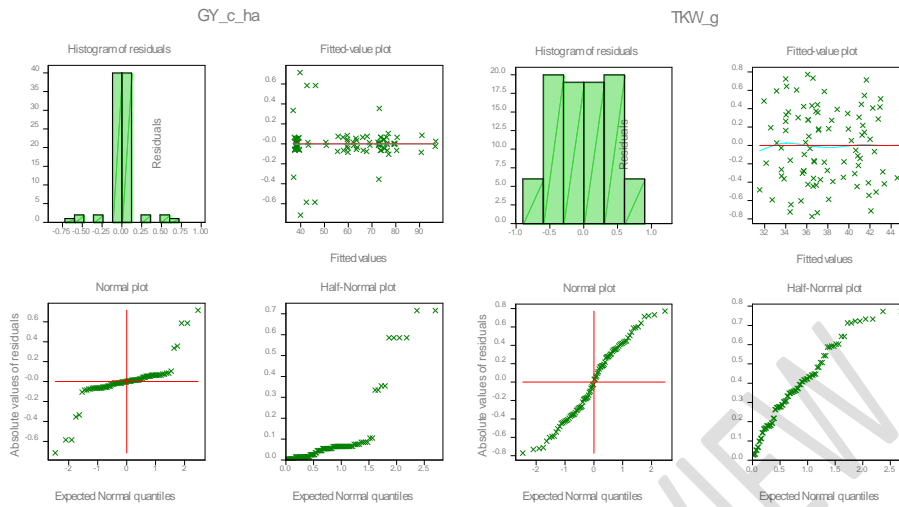 GY_c_ha
TKW_g
Histogram of residuals
Fitted-value plot
Histogram of residuals
Fitted-value plot
40
30
20
10
0
-0.75 -0.50 -0.25 0.00 0.25 0.50 0.75 1.00
Residuals
0.6
0.4
0.2
-0.0
-0.2
-0.4
-0.6
40 50 60 70 80 90
Fitted values
20.0
17.5
15.0
12.5
10.0
7.5
5.0
2.5
0.0
-1.0 -0.5 0.0 0.5 1.0
Residuals
0.8
0.6
0.4
0.2
0.0
-0.2
-0.4
-0.6
-0.8
32 34 36 38 40 42 44
Fitted values
Normal plot
Half-Normal plot
Normal plot
Half-Normal plot
Absolute values of residuals
0.6
0.4
0.2
-0.0
-0.2
-0.4
-0.6
-2 -1 0 1 2
Expected Normal quantiles
0.7
0.6
0.5
0.4
0.3
0.2
0.1
0.0
0.0 0.5 1.0 1.5 2.0 2.5
Expected Normal quantiles
Absolute values of residuals
0.8
0.6
0.4
0.2
0.0
-0.2
-0.4
-0.6
-0.8
-2 -1 0 1 2
Expected Normal quantiles
0.8
0.7
0.6
0.5
0.4
0.3
0.2
0.1
0.0
0.0 0.5 1.0 1.5 2.0 2.5
Expected Normal quantiles
VIEW